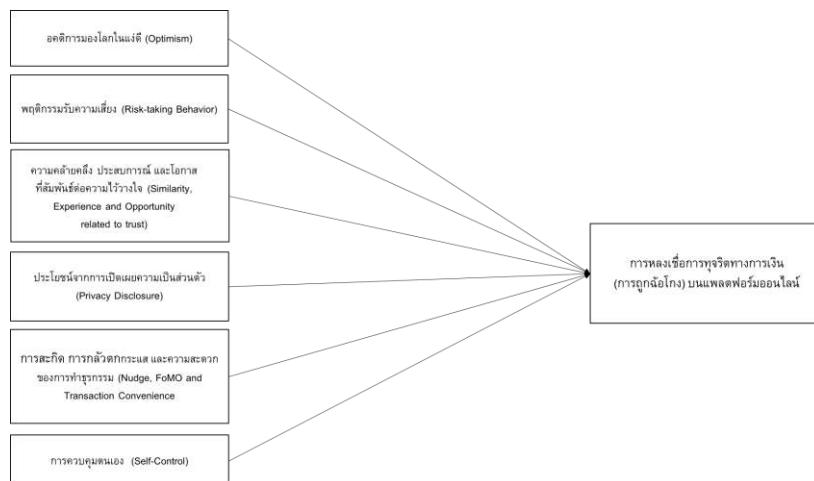 อคติการมองโลกในแง่ดี (Optimism)
พฤติกรรมรับความเสี่ยง (Risk-taking Behavior)
ความคล้ายคลึง ประสบการณ์ และโอกาส
ที่สัมพันธ์ต่อความไว้วางใจ (Similarity,
Experience and Opportunity
related to trust)
ประโยชน์จากการเปิดเผยความเป็นส่วนตัว
(Privacy Disclosure)
การสะกิด การกลัวตกกระแส และความสะดวก
ของการทำธุรกรรม (Nudge, FoMO and
Transaction Convenience
การควบคุมตนเอง (Self-Control)
การหลงเชื่อการทุจริตทางการเงิน
(การถูกฉ้อโกง) บนแพลตฟอร์มออนไลน์